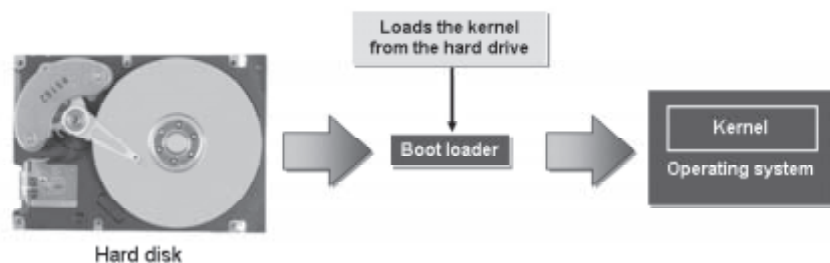 Loads the kernel
from the hard drive
Boot loader
Kernel
Operating system
Hard disk